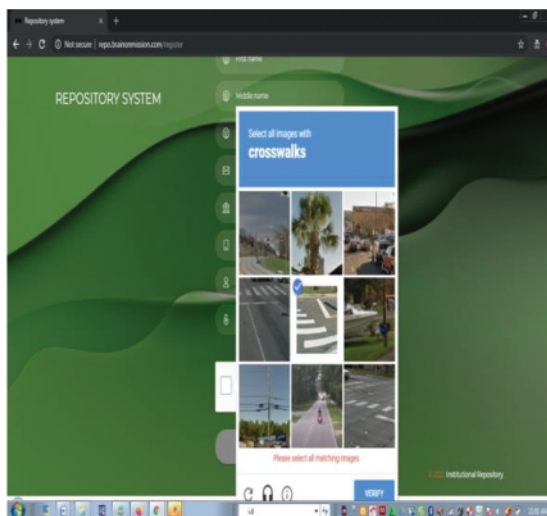 Repository system
Not secure | repo.brainonmission.com/register
First name
REPOSITORY SYSTEM
Middle name
Select all images with
crosswalks
Please select all matching images.
Institutional Repository
VERIFY